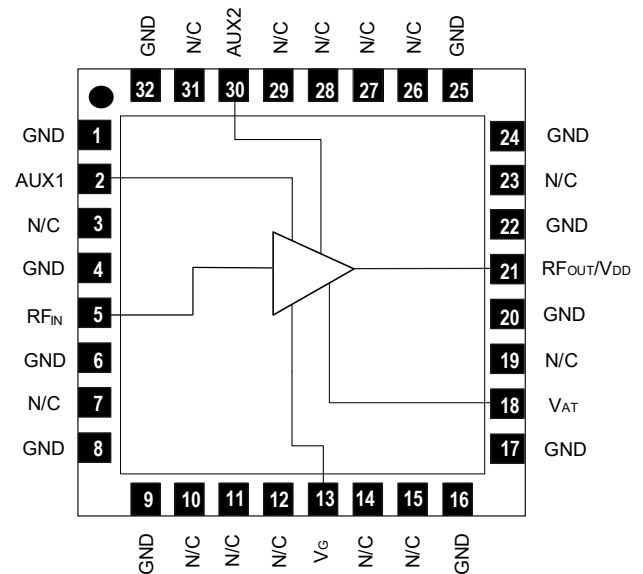 GND N/C AUX2 N/C N/C N/C N/C GND
32 31 30 29 28 27 26 25
GND 1
AUX1 2
N/C 3
GND 4
RFIN 5
GND 6
N/C 7
GND 8
24 GND
23 N/C
22 GND
21 RFOUT/VDD
20 GND
19 N/C
18 VAT
17 GND
9 10 11 12 13 14 15 16
GND N/C N/C N/C VG N/C N/C GND